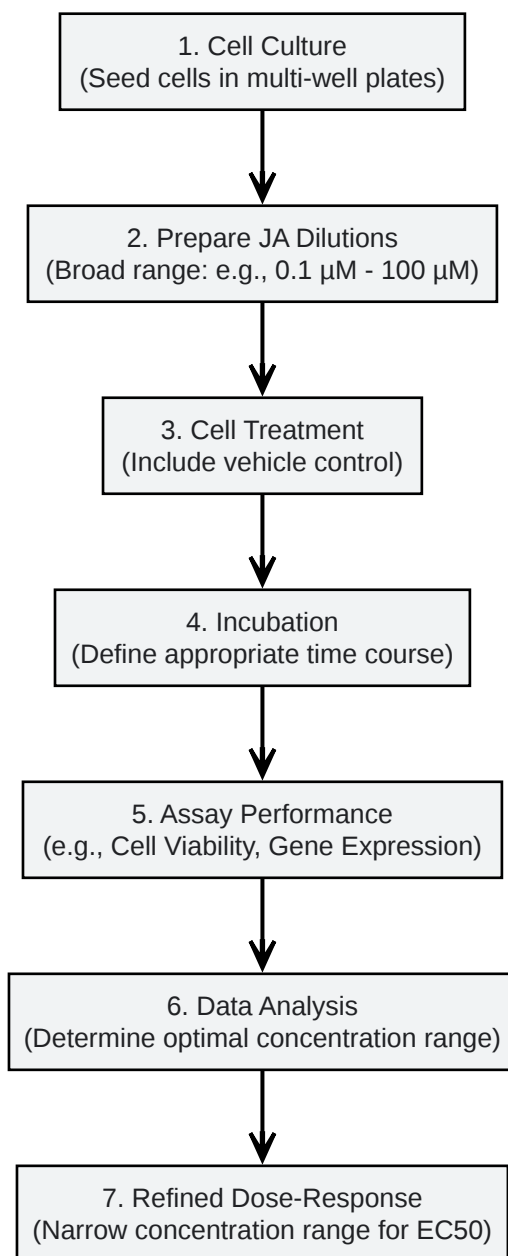 1. Cell Culture
(Seed cells in multi-well plates)
2. Prepare JA Dilutions
(Broad range: e.g., 0.1 µM - 100 µM)
3. Cell Treatment
(Include vehicle control)
4. Incubation
(Define appropriate time course)
5. Assay Performance
(e.g., Cell Viability, Gene Expression)
6. Data Analysis
(Determine optimal concentration range)
7. Refined Dose-Response
(Narrow concentration range for EC50)